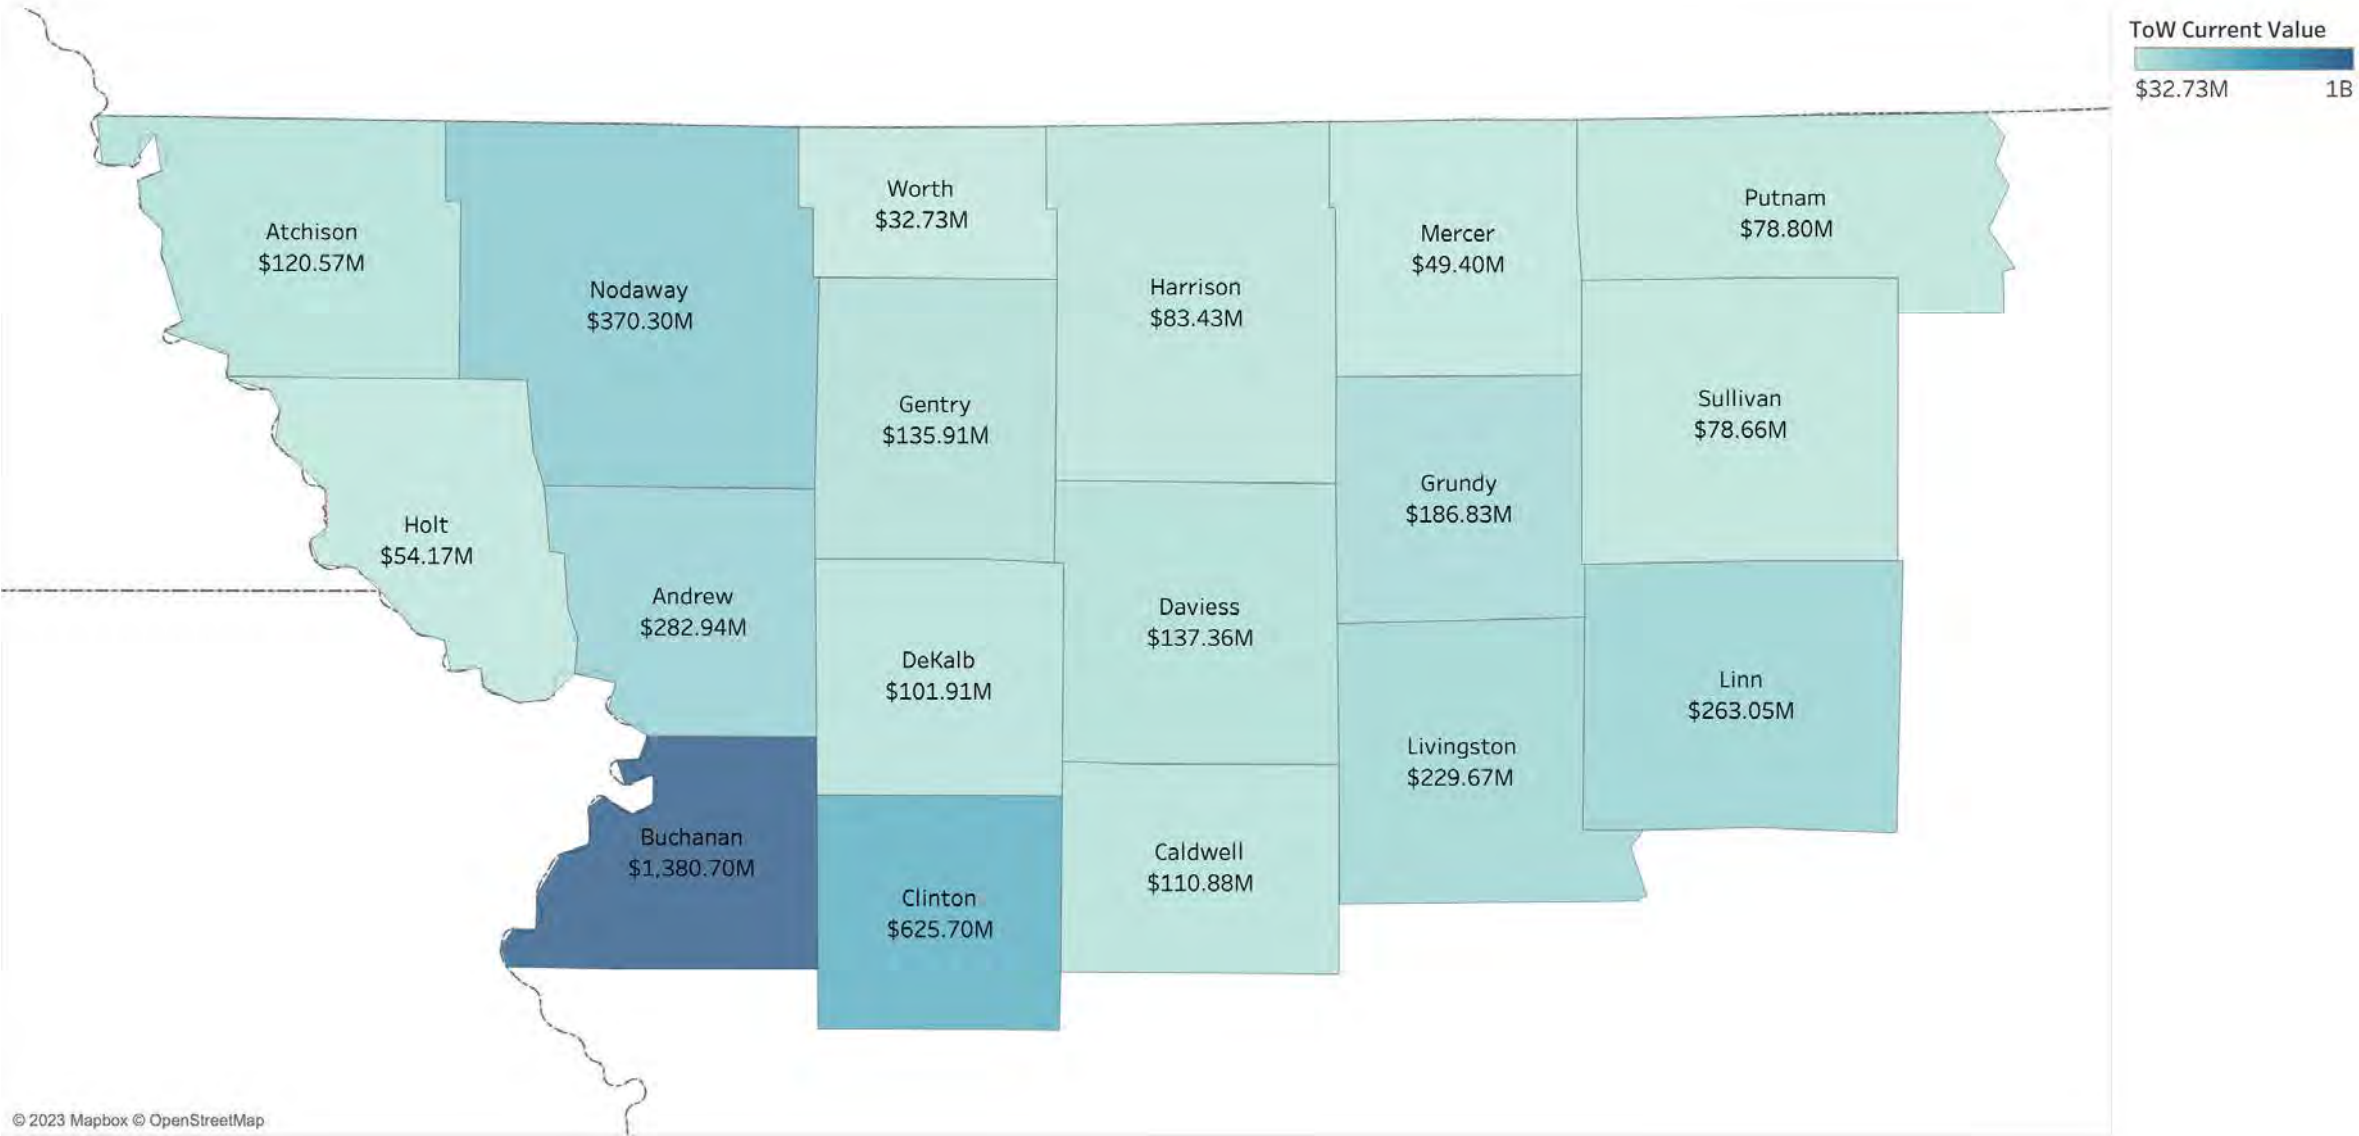 ToW Current Value
$32.73M 1B
Worth
$32.73M
Putnam
$78.80M
Atchison
$120.57M
Mercer
$49.40M
Nodaway
$370.30M
Harrison
$83.43M
Gentry
$135.91M
Sullivan
$78.66M
Grundy
$186.83M
Holt
$54.17M
Andrew
$282.94M
Daviess
$137.36M
DeKalb
$101.91M
Linn
$263.05M
Livingston
$229.67M
Buchanan
$1,380.70M
Caldwell
$110.88M
Clinton
$625.70M
© 2023 Mapbox © OpenStreetMap